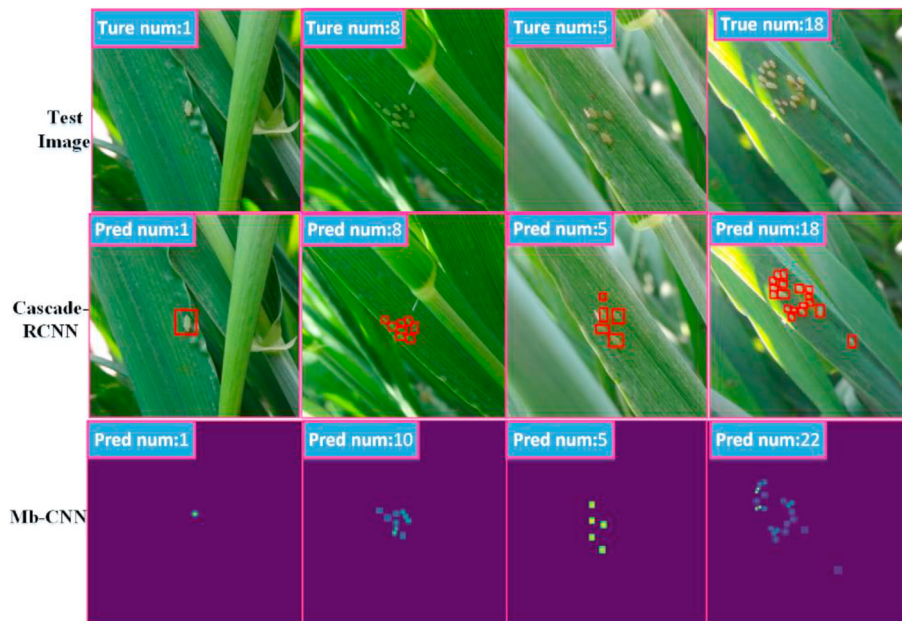 Ture num:1
Ture num:8
Ture num:5
True num:18
Test
Image
Pred num:1
Pred num:8
Pred num:5
Pred num:18
Cascade-
RCNN
Pred num:1
Pred num:10
Pred num:5
Pred num:22
Mb-CNN